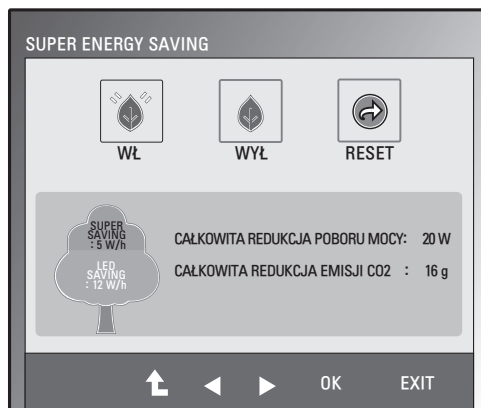 SUPER ENERGY SAVING
WŁ WYŁ RESET
SUPER
SAVING
: 5 W/h
LED
SAVING
: 12 W/h
CAŁKOWITA REDUKCJA POBORU MOCY: 20 W
CAŁKOWITA REDUKCJA EMISJI CO2 : 16 g
OK EXIT